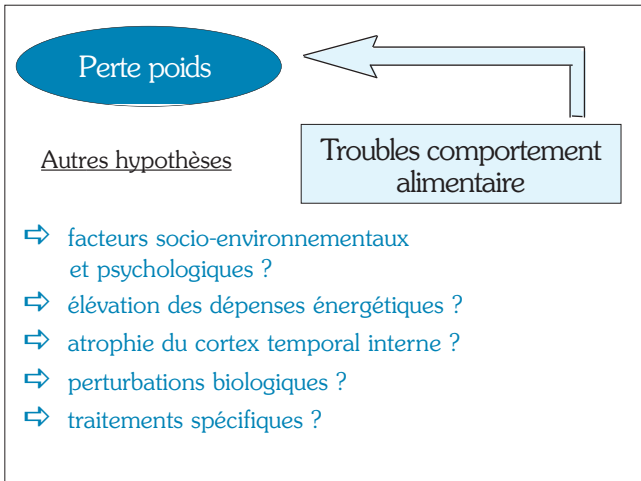 Perte poids
Troubles comportement
alimentaire
Autres hypothèses
facteurs socio-environnementaux
et psychologiques ?
élévation des dépenses énergétiques ?
atrophie du cortex temporal interne ?
perturbations biologiques ?
traitements spécifiques ?